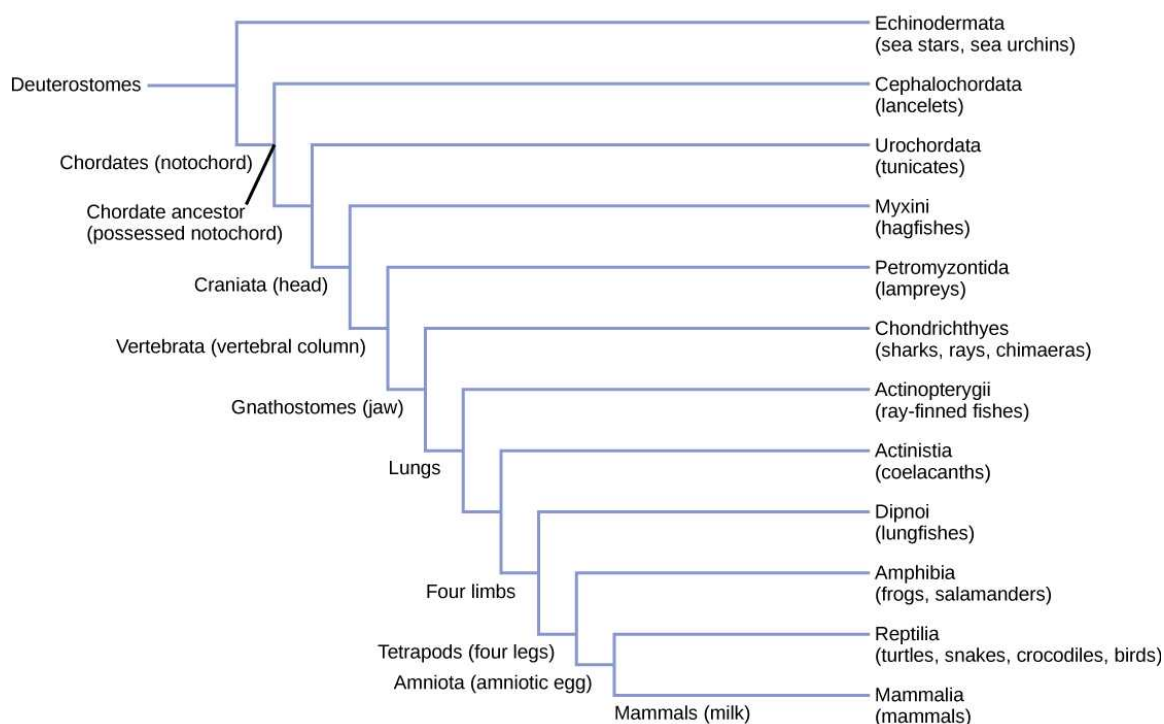 Echinodermata
(sea stars, sea urchins)
Deuterostomes
Cephalochordata
(lancelets)
Chordates (notochord)
Urochordata
(tunicates)
Chordate ancestor
(possessed notochord)
Myxini
(hagfishes)
Craniata (head)
Petromyzontida
(lampreys)
Vertebrata (vertebral column)
Chondrichthyes
(sharks, rays, chimaeras)
Gnathostomes (jaw)
Actinopterygii
(ray-finned fishes)
Lungs
Actinistia
(coelacanths)
Dipnoi
(lungfishes)
Four limbs
Amphibia
(frogs, salamanders)
Tetrapods (four legs)
Reptilia
(turtles, snakes, crocodiles, birds)
Amniota (amniotic egg)
Mammals (milk)
Mammalia
(mammals)